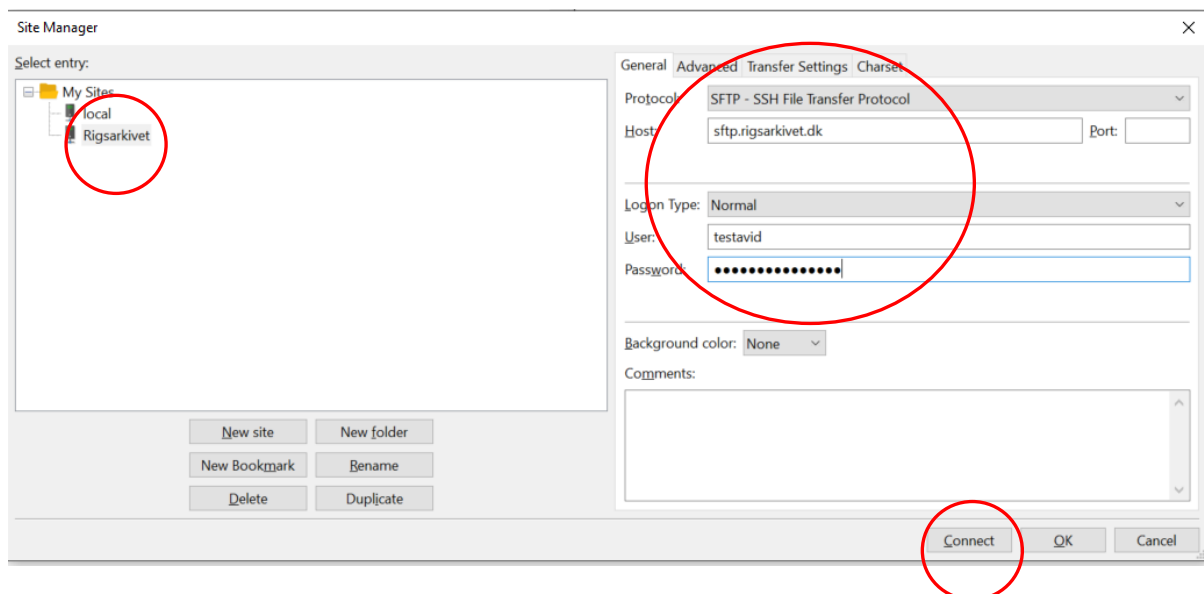 Site Manager
Select entry:
My Sites
local
Rigsarkivet
New site
New folder
New Bookmark
Rename
Delete
Duplicate
General Advanced Transfer Settings Charset
Protocol: SFTP - SSH File Transfer Protocol
Host: sftp.rigsarkivet.dk Port:
Logon Type: Normal
User: testavid
Password: •••••••••••••••
Background color: None
Comments:
Connect OK Cancel